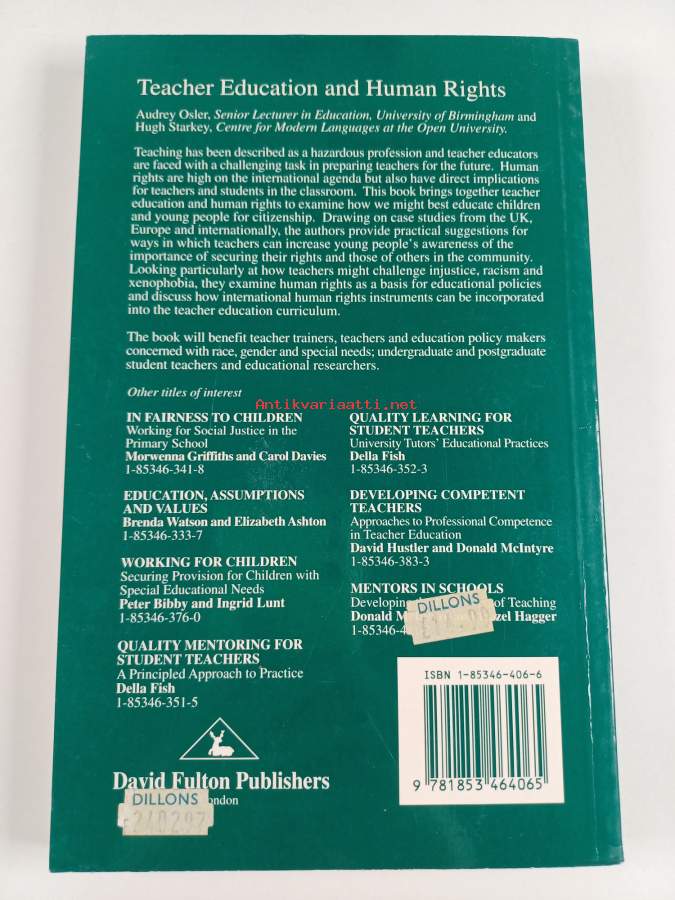 Teacher Education and Human Rights
Audrey Osler, Senior Lecturer in Education, University of Birmingham and
Hugh Starkey, Centre for Modern Languages at the Open University.
Teaching has been described as a hazardous profession and teacher educators
are faced with a challenging task in preparing teachers for the future. Human
rights are high on the international agenda but also have direct implications
for teachers and students in the classroom. This book brings together teacher
education and human rights to examine how we might best educate children
and young people for citizenship. Drawing on case studies from the UK,
Europe and internationally, the authors provide practical suggestions for
ways in which teachers can increase young people's awareness of the
importance of securing their rights and those of others in the community.
Looking particularly at how teachers might challenge injustice, racism and
xenophobia, they examine human rights as a basis for educational policies
and discuss how international human rights instruments can be incorporated
into the teacher education curriculum.
The book will benefit teacher trainers, teachers and education policy makers
concerned with race, gender and special needs; undergraduate and postgraduate
student teachers and educational researchers.
Other titles of interest
Antikvariaatti.net
IN FAIRNESS TO CHILDREN
Working for Social Justice in the
Primary School
Morwenna Griffiths and Carol Davies
1-85346-341-8
EDUCATION, ASSUMPTIONS
AND VALUES
Brenda Watson and Elizabeth Ashton
1-85346-333-7
WORKING FOR CHILDREN
Securing Provision for Children with
Special Educational Needs
Peter Bibby and Ingrid Lunt
1-85346-376-0
QUALITY MENTORING FOR
STUDENT TEACHERS
A Principled Approach to Practice
Della Fish
1-85346-351-5
QUALITY LEARNING FOR
STUDENT TEACHERS
University Tutors' Educational Practices
Della Fish
1-85346-352-3
DEVELOPING COMPETENT
TEACHERS
Approaches to Professional Competence
in Teacher Education
David Hustler and Donald McIntyre
1-85346-383-3
MENTORS IN SCHOOLS
Developing of Teaching
Donald Hagger
1-85346-4
DILLONS
David Fulton Publishers
DILLONS
ISBN 1-85346-406-6
9 781853 464065